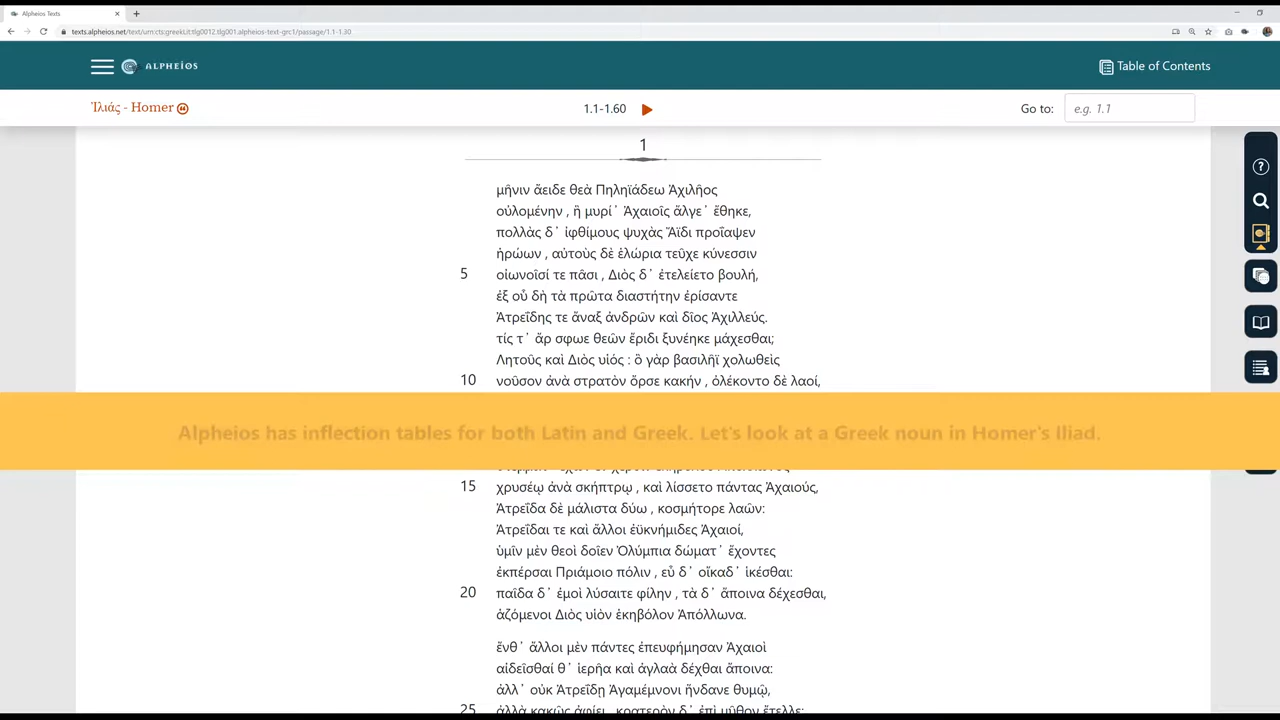 Alpheios Texts
texts.alpheios.net/text/urn:cts:greekLit:tlg0012.tlg001.alpheios-text-grc1/passage/1.1-1.30
ALPHEIOS
Table of Contents
Ἰλιάς - Homer
1.1-1.60
Go to:
e.g. 1.1
1
μῆνιν ἄειδε θεὰ Πηληϊάδεω Ἀχιλῆος
οὐλομένην , ἣ μυρί᾽ Ἀχαιοῖς ἄλγε᾽ ἔθηκε,
πολλὰς δ᾽ ἰφθίμους ψυχὰς Ἄϊδι προΐαψεν
ἡρώων , αὐτοὺς δὲ ἑλώρια τεῦχε κύνεσσιν
5 οἰωνοῖσί τε πᾶσι , Διὸς δ᾽ ἐτελείετο βουλή,
ἐξ οὗ δὴ τὰ πρῶτα διαστήτην ἐρίσαντε
Ἀτρεΐδης τε ἄναξ ἀνδρῶν καὶ δῖος Ἀχιλλεύς.
τίς τ᾽ ἄρ σφωε θεῶν ἔριδι ξυνέηκε μάχεσθαι;
Λητοῦς καὶ Διὸς υἱός : ὃ γὰρ βασιλῆϊ χολωθεὶς
10 νοῦσον ἀνὰ στρατὸν ὄρσε κακήν , ὀλέκοντο δὲ λαοί,
Alpheios has inflection tables for both Latin and Greek. Let's look at a Greek noun in Homer's Iliad.
15 χρυσέῳ ἀνὰ σκήπτρῳ , καὶ λίσσετο πάντας Ἀχαιούς,
Ἀτρεΐδα δὲ μάλιστα δύω , κοσμήτορε λαῶν:
Ἀτρεΐδαι τε καὶ ἄλλοι ἐϋκνήμιδες Ἀχαιοί,
ὑμῖν μὲν θεοὶ δοῖεν Ὀλύμπια δώματ᾽ ἔχοντες
ἐκπέρσαι Πριάμοιο πόλιν , εὖ δ᾽ οἴκαδ᾽ ἱκέσθαι:
20 παῖδα δ᾽ ἐμοὶ λύσαιτε φίλην , τὰ δ᾽ ἄποινα δέχεσθαι,
ἁζόμενοι Διὸς υἱὸν ἑκηβόλον Ἀπόλλωνα.
ἔνθ᾽ ἄλλοι μὲν πάντες ἐπευφήμησαν Ἀχαιοὶ
αἰδεῖσθαί θ᾽ ἱερῆα καὶ ἀγλαὰ δέχθαι ἄποινα:
ἀλλ᾽ οὐκ Ἀτρεΐδῃ Ἀγαμέμνονι ἥνδανε θυμῷ,
25 ἀλλὰ κακῶς ἀφίει , κρατερὸν δ᾽ ἐπὶ μῦθον ἔτελλε: